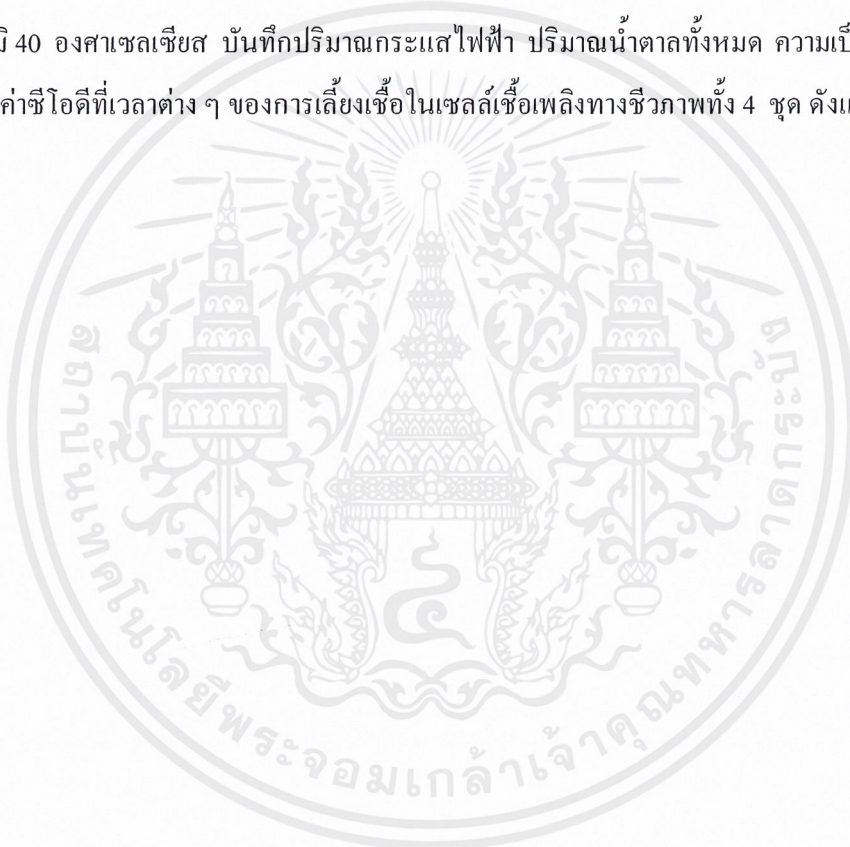 มิ 40 องศาเซลเซียส บันทึกปริมาณกระแสไฟฟ้า ปริมาณน้ำตาลทั้งหมด ความเป็
ค่าซีโอดีที่เวลาต่าง ๆ ของการเลี้ยงเชื้อในเซลล์เชื้อเพลิงทางชีวภาพทั้ง 4 ชุด ดังแ
สถาบันเทคโนโลยีพระจอมเกล้าเจ้าคุณทหารลาดกระบัง